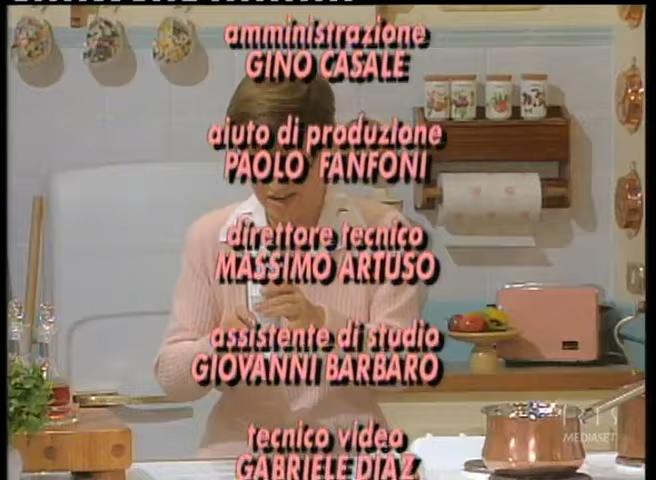 amministrazione
GINO CASALE
aiuto di produzione
PAOLO FANFONI
direttore tecnico
MASSIMO ARTUSO
assistente di studio
GIOVANNI BARBARO
tecnico video
GABRIELE DIAZ
MEDIASET